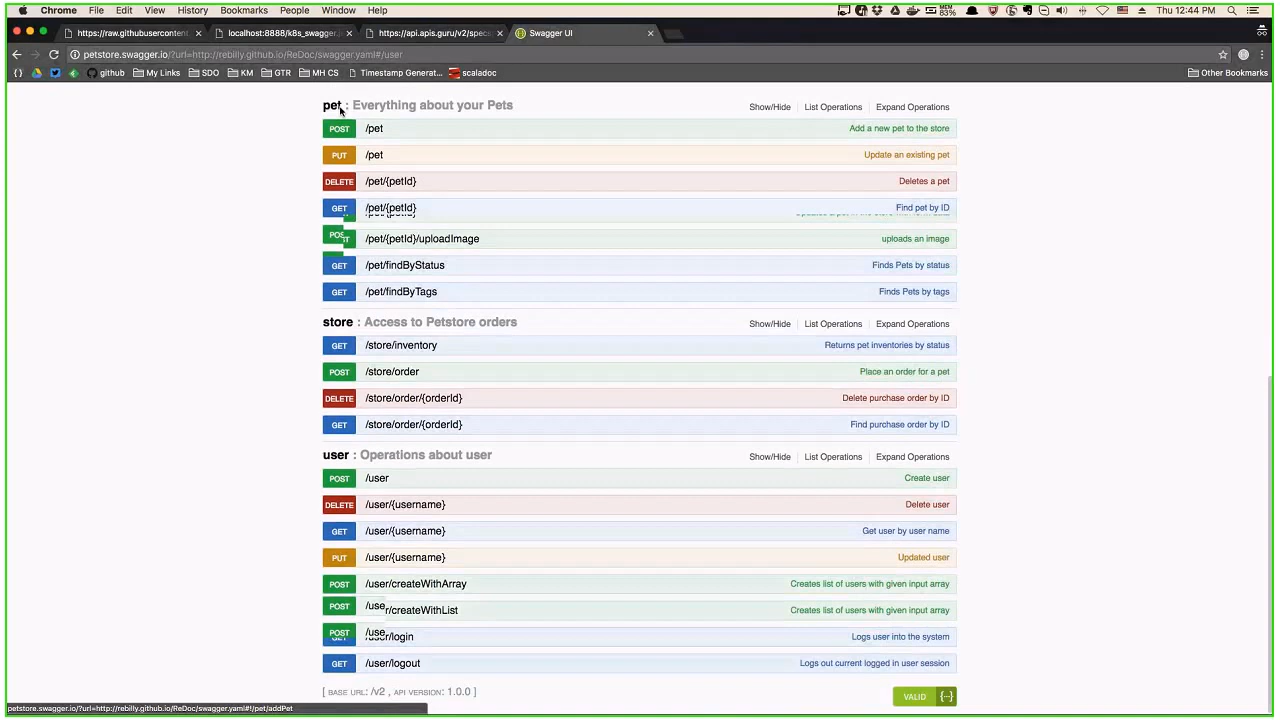 Chrome File Edit View History Bookmarks People Window Help MEM 83% Thu 12:44 PM
https://raw.githubusercontent localhost:8888/k8s_swagger.j https://api.apis.guru/v2/specs Swagger UI
petstore.swagger.io/?url=http://rebilly.github.io/ReDoc/swagger.yaml#/user
{} github My Links SDO KM GTR MH CS Timestamp Generat... scaladoc Other Bookmarks
pet : Everything about your Pets Show/Hide List Operations Expand Operations
POST /pet Add a new pet to the store
PUT /pet Update an existing pet
DELETE /pet/{petId} Deletes a pet
GET /pet/{petId} Find pet by ID
POST /pet/{petId}/uploadImage uploads an image
GET /pet/findByStatus Finds Pets by status
GET /pet/findByTags Finds Pets by tags
store : Access to Petstore orders Show/Hide List Operations Expand Operations
GET /store/inventory Returns pet inventories by status
POST /store/order Place an order for a pet
DELETE /store/order/{orderId} Delete purchase order by ID
GET /store/order/{orderId} Find purchase order by ID
user : Operations about user Show/Hide List Operations Expand Operations
POST /user Create user
DELETE /user/{username} Delete user
GET /user/{username} Get user by user name
PUT /user/{username} Updated user
POST /user/createWithArray Creates list of users with given input array
POST /user/createWithList Creates list of users with given input array
POST /user/login Logs user into the system
GET /user/logout Logs out current logged in user session
[ BASE URL: /v2 , API VERSION: 1.0.0 ] VALID {···}
petstore.swagger.io/?url=http://rebilly.github.io/ReDoc/swagger.yaml#!/pet/addPet